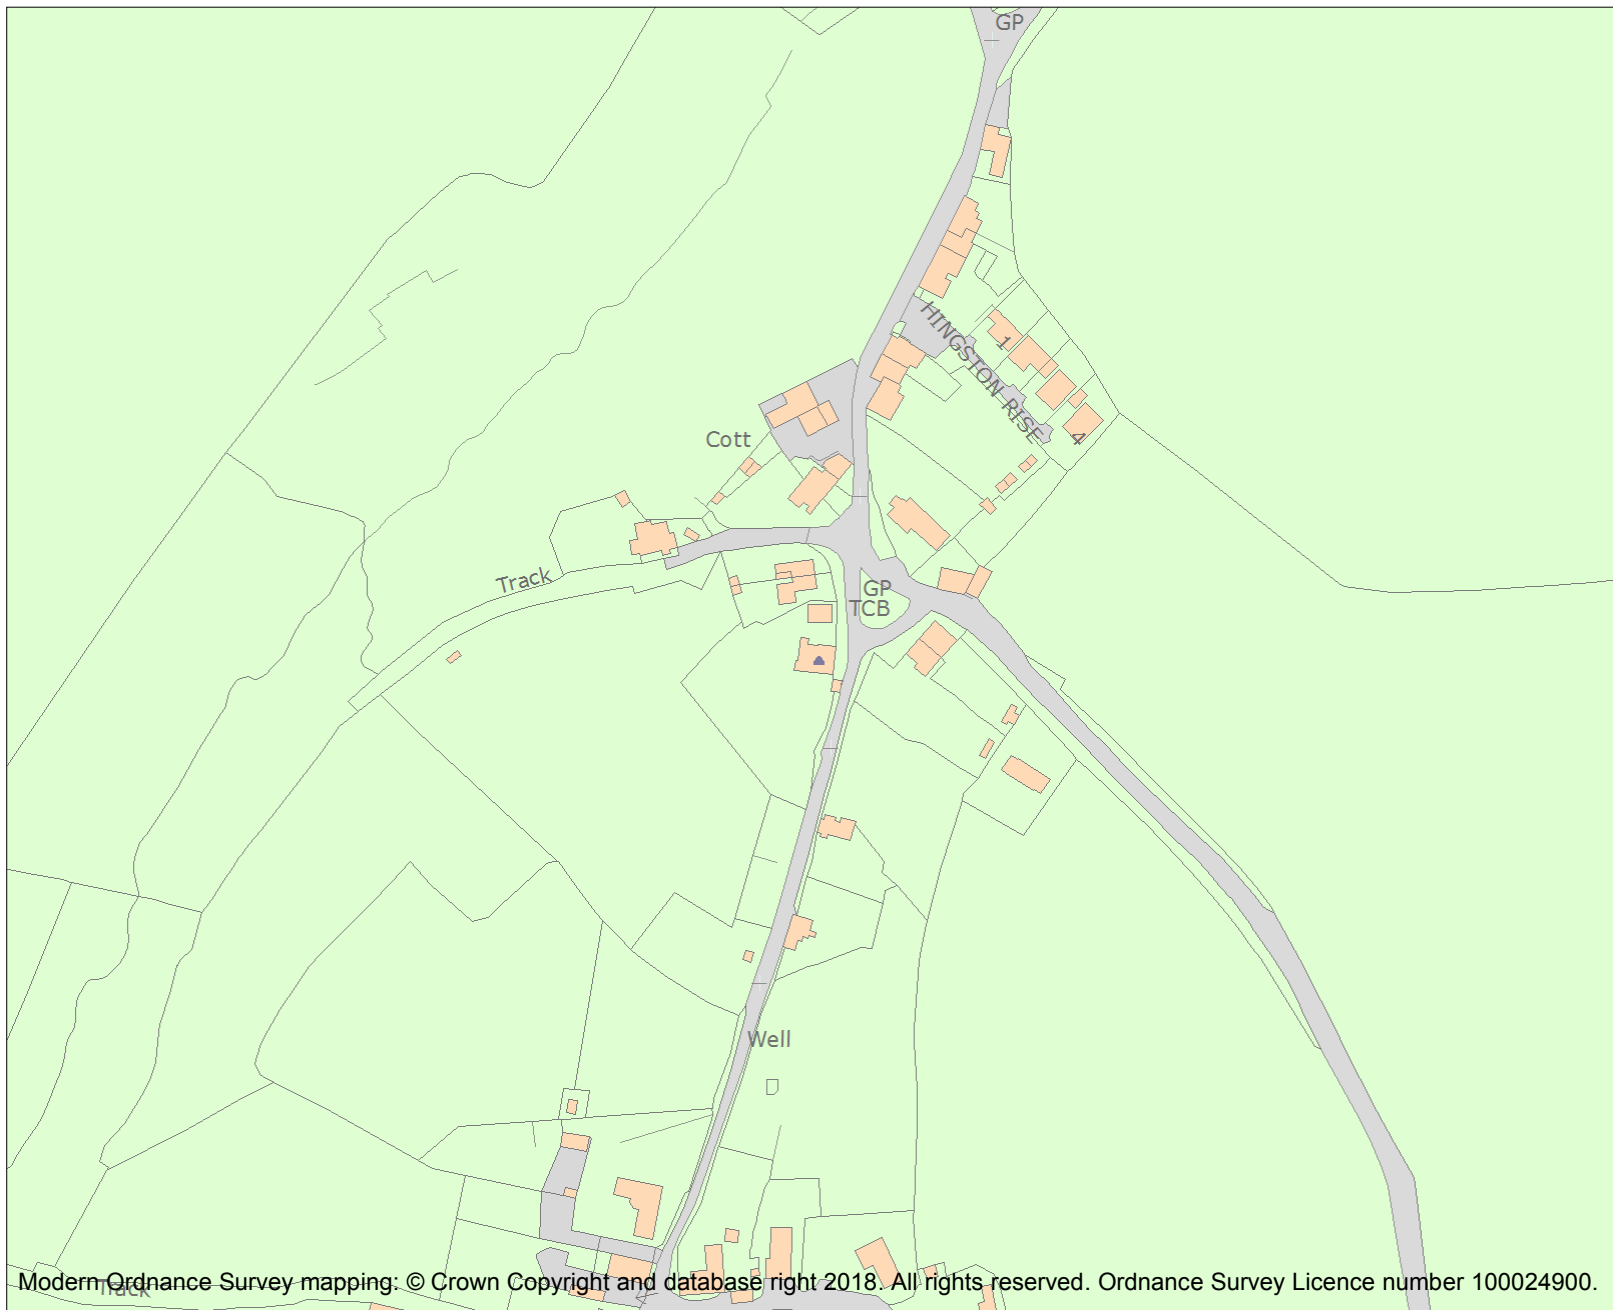 GP
HINGSTON RISE
1
4
Cott
Track
GP
TCB
Well
Track
Modern Ordnance Survey mapping: © Crown Copyright and database right 2018. All rights reserved. Ordnance Survey Licence number 100024900.